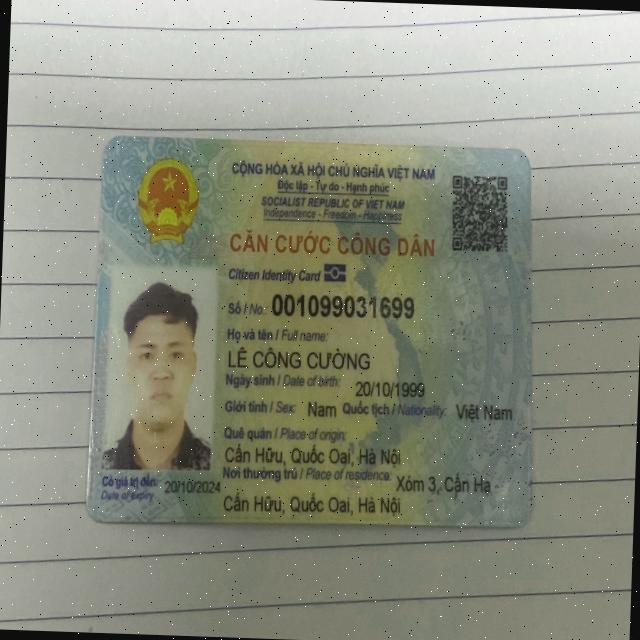 CỘNG HÒA XÃ HỘI CHỦ NGHĨA VIỆT NAM
Độc lập - Tự do - Hạnh phúc
SOCIALIST REPUBLIC OF VIET NAM
Independence - Freedom - Happiness
CĂN CƯỚC CÔNG DÂN
Citizen Identity Card
Số / No: 001099031699
Họ và tên / Full name:
LÊ CÔNG CƯỜNG
Ngày sinh / Date of birth: 20/10/1999
Giới tính / Sex: Nam Quốc tịch / Nationality: Việt Nam
Quê quán / Place of origin:
Cần Hữu, Quốc Oai, Hà Nội
Nơi thường trú / Place of residence: Xóm 3, Cấn Hạ
Cần Hữu, Quốc Oai, Hà Nội
Có giá trị đến: 20/10/2024
Date of expiry